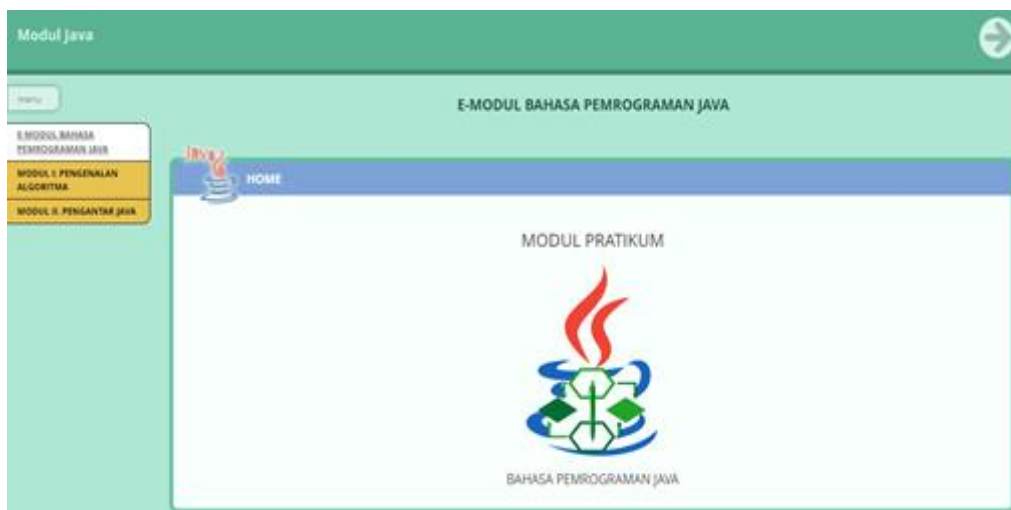 Modul Java
menu
E-MODUL BAHASA PEMROGRAMAN JAVA
E-MODUL BAHASA
PEMROGRAMAN JAVA
MODUL I: PENGENALAN
ALGORITMA
MODUL II. PENGANTAR JAVA
Java
HOME
MODUL PRATIKUM
BAHASA PEMROGRAMAN JAVA